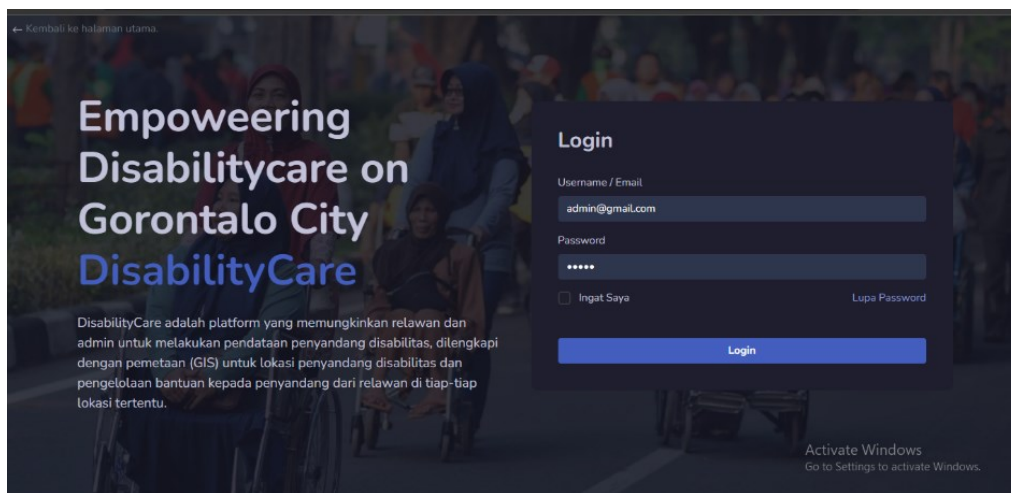 ← Kembali ke halaman utama.
Empoweering
Disabilitycare on
Gorontalo City
DisabilityCare
DisabilityCare adalah platform yang memungkinkan relawan dan
admin untuk melakukan pendataan penyandang disabilitas, dilengkapi
dengan pemetaan (GIS) untuk lokasi penyandang disabilitas dan
pengelolaan bantuan kepada penyandang dari relawan di tiap-tiap
lokasi tertentu.
Login
Username / Email
admin@gmail.com
Password
•••••
Ingat Saya
Lupa Password
Login
Activate Windows
Go to Settings to activate Windows.